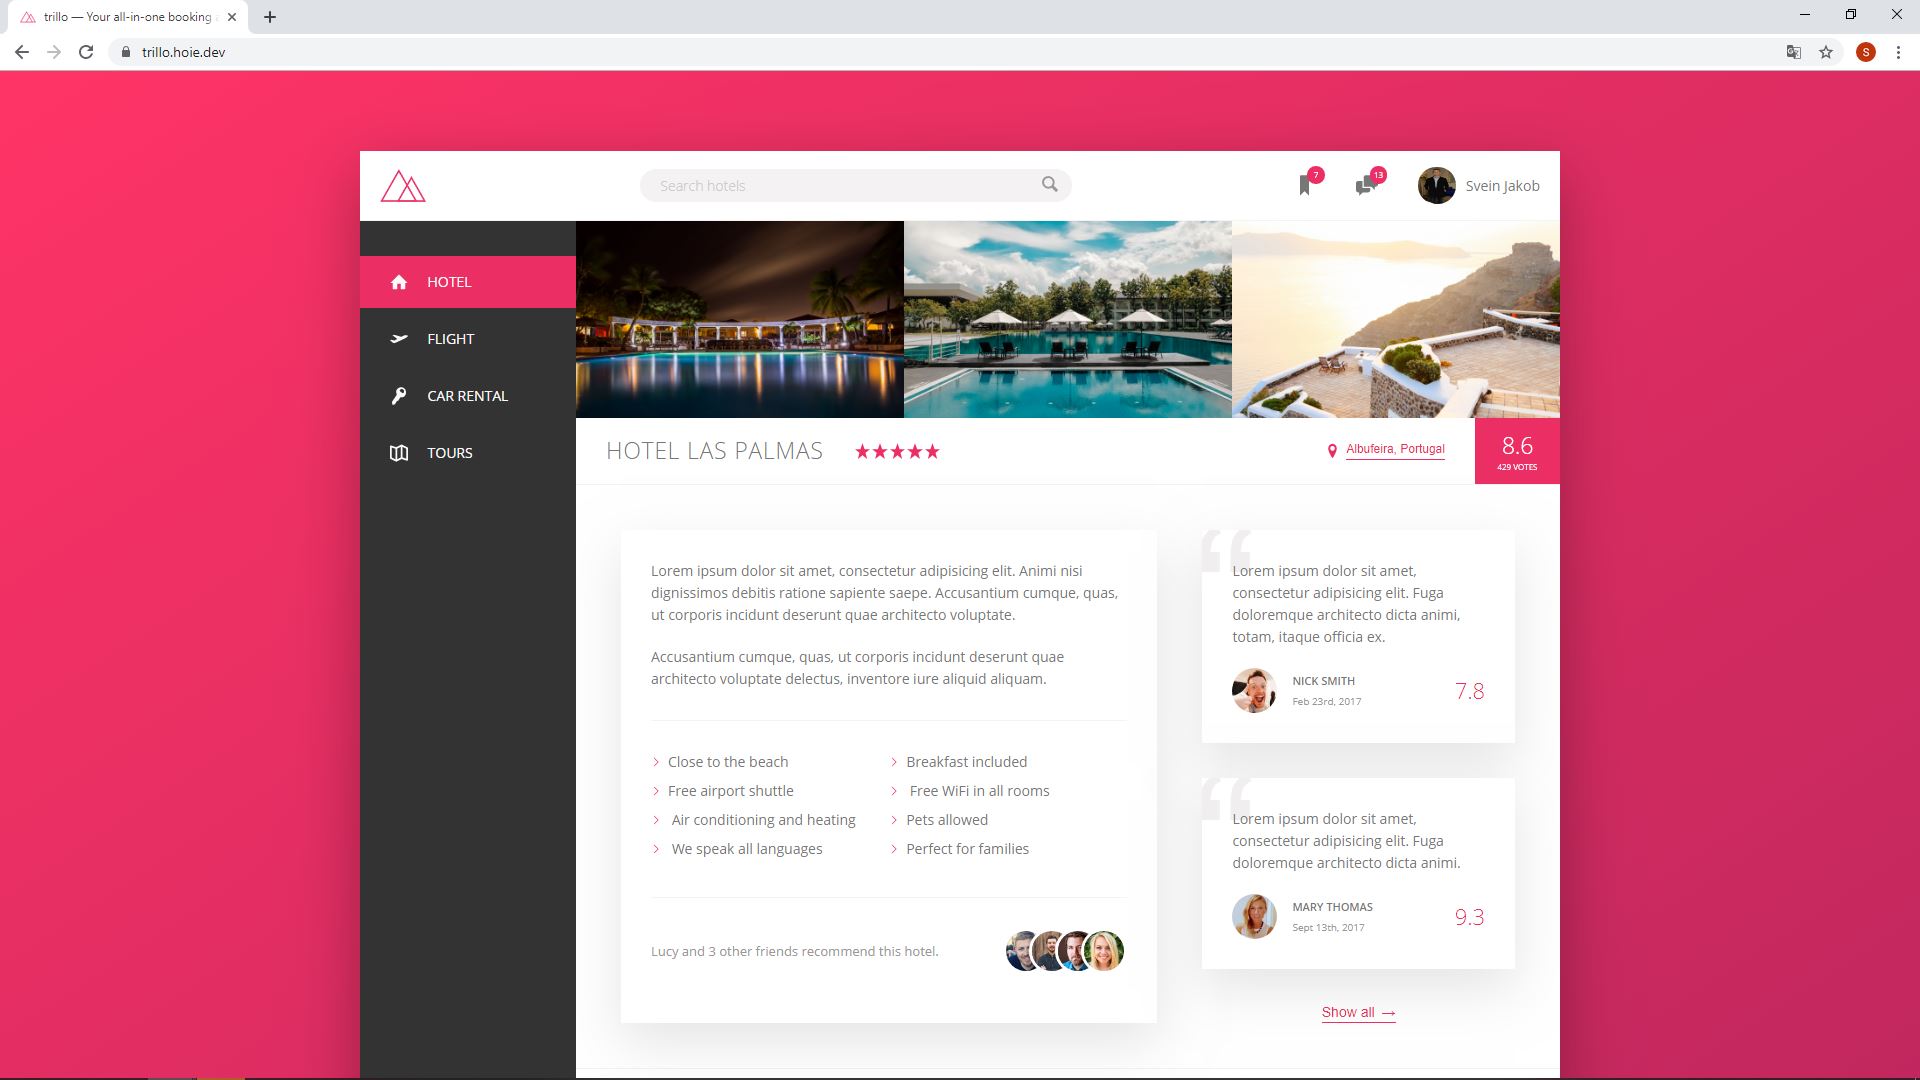 trillo — Your all-in-one booking
trillo.hoie.dev
S
Search hotels
7
13
Svein Jakob
HOTEL
FLIGHT
CAR RENTAL
TOURS
HOTEL LAS PALMAS
Albufeira, Portugal
8.6
429 VOTES
Lorem ipsum dolor sit amet, consectetur adipisicing elit. Animi nisi
dignissimos debitis ratione sapiente saepe. Accusantium cumque, quas,
ut corporis incidunt deserunt quae architecto voluptate.
Accusantium cumque, quas, ut corporis incidunt deserunt quae
architecto voluptate delectus, inventore iure aliquid aliquam.
Close to the beach
Breakfast included
Free airport shuttle
Free WiFi in all rooms
Air conditioning and heating
Pets allowed
We speak all languages
Perfect for families
Lucy and 3 other friends recommend this hotel.
“
Lorem ipsum dolor sit amet,
consectetur adipisicing elit. Fuga
doloremque architecto dicta animi,
totam, itaque officia ex.
NICK SMITH
Feb 23rd, 2017
7.8
“
Lorem ipsum dolor sit amet,
consectetur adipisicing elit. Fuga
doloremque architecto dicta animi.
MARY THOMAS
Sept 13th, 2017
9.3
Show all →